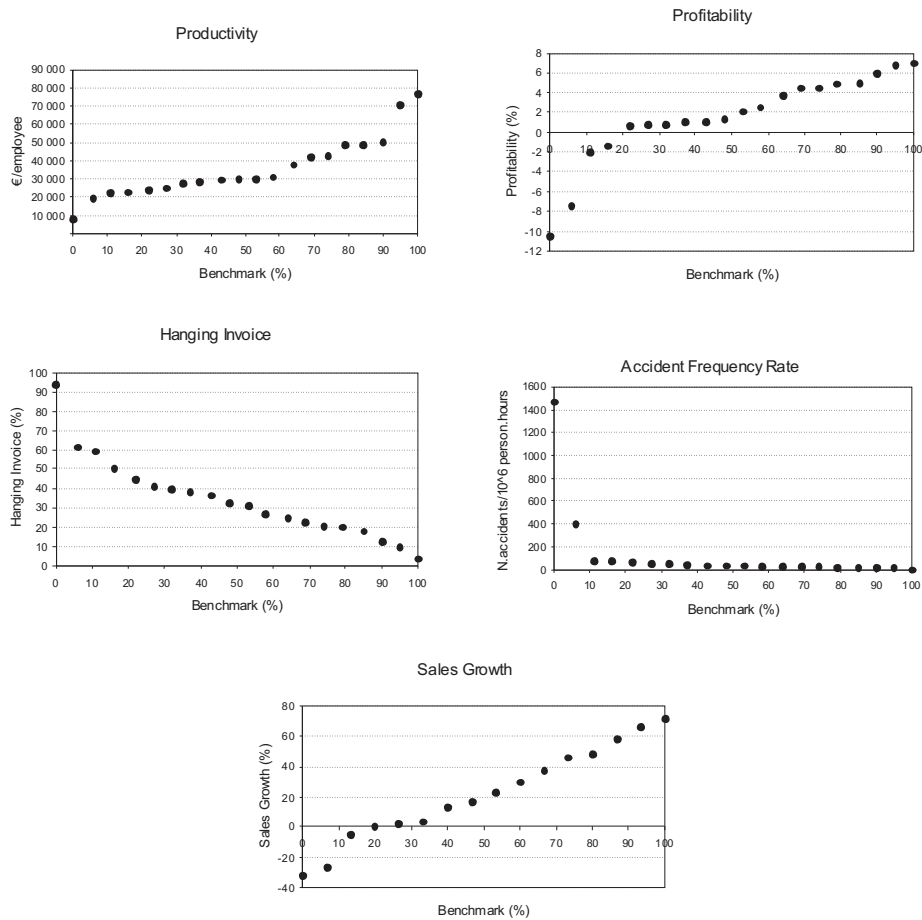 Productivity
90 000
80 000
70 000
60 000
50 000
40 000
30 000
20 000
10 000
€/employee
0 10 20 30 40 50 60 70 80 90 100
Benchmark (%)
Profitability
8
6
4
2
0
-2
-4
-6
-8
-10
-12
Profitability (%)
0 10 20 30 40 50 60 70 80 90 100
Benchmark (%)
Hanging Invoice
100
90
80
70
60
50
40
30
20
10
0
Hanging Invoice (%)
0 10 20 30 40 50 60 70 80 90 100
Benchmark (%)
Accident Frequency Rate
1600
1400
1200
1000
800
600
400
200
0
N.accidents/10^6 person.hours
0 10 20 30 40 50 60 70 80 90 100
Benchmark (%)
Sales Growth
80
60
40
20
0
-20
-40
Sales Growth (%)
0 10 20 30 40 50 60 70 80 90 100
Benchmark (%)